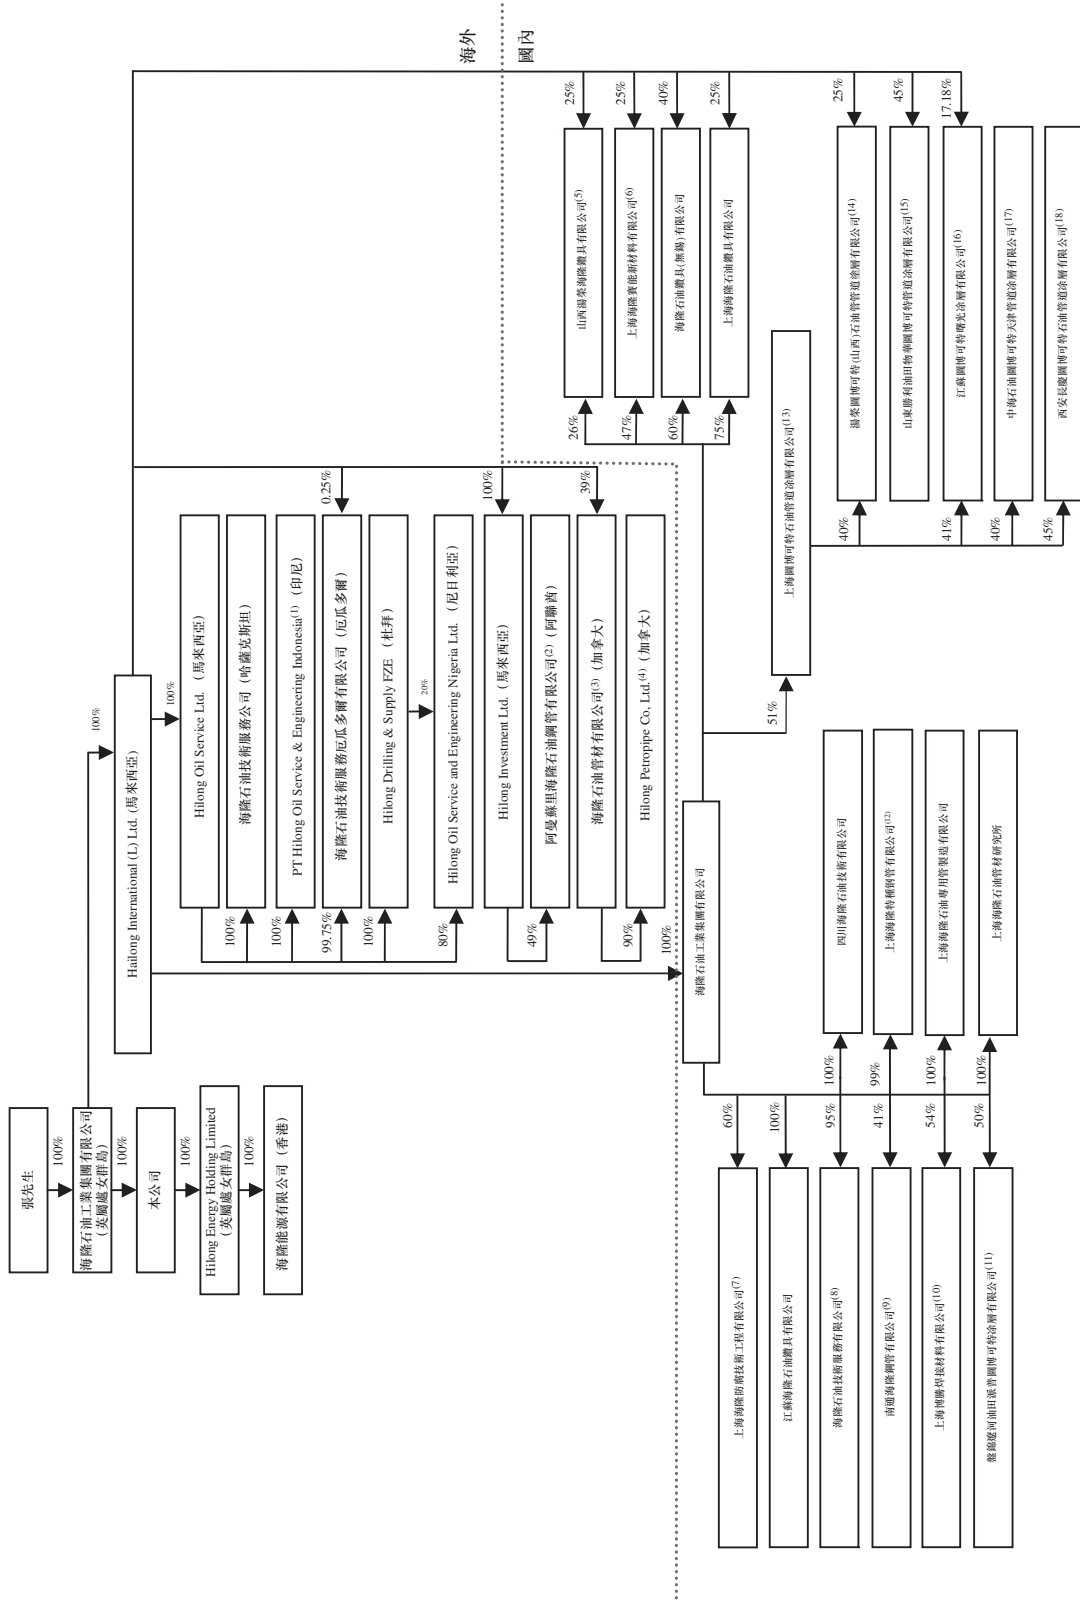 張先生
100%
海隆石油工業集團有限公司
(英屬處女群島)
100%
100%
本公司
100%
Hilong Energy Holding Limited
(英屬處女群島)
100%
海隆能源有限公司 (香港)
Hailong International (L) Ltd. (馬來西亞)
100%
Hilong Oil Service Ltd. (馬來西亞)
100%
海隆石油技術服務公司 (哈薩克斯坦)
100%
PT Hilong Oil Service & Engineering Indonesia(1) (印尼)
99.75%
海隆石油技術服務厄瓜多爾有限公司 (厄瓜多爾)
0.25%
100%
Hilong Drilling & Supply FZE (杜拜)
20%
80%
Hilong Oil Service and Engineering Nigeria Ltd. (尼日利亞)
Hilong Investment Ltd. (馬來西亞)
100%
49%
阿曼蘇里海隆石油鋼管有限公司(2) (阿聯酋)
海隆石油管材有限公司(3) (加拿大)
39%
90%
Hilong Petropipe Co, Ltd.(4) (加拿大)
100%
海外
國內
海隆石油工業集團有限公司
26%
山西湯榮海隆鑽具有限公司(5)
25%
47%
上海海隆賽能新材料有限公司(6)
25%
60%
海隆石油鑽具(無錫)有限公司
40%
75%
上海海隆石油鑽具有限公司
25%
60%
上海海隆防腐技術工程有限公司(7)
100%
江蘇海隆石油鑽具有限公司
95%
海隆石油技術服務有限公司(8)
41%
南通海隆鋼管有限公司(9)
54%
上海博騰焊接材料有限公司(10)
50%
盤錦遼河油田派普圖博可特涂層有限公司(11)
100%
四川海隆石油技術有限公司
99%
上海海隆特種鋼管有限公司(12)
100%
上海海隆石油專用管製造有限公司
100%
上海海隆石油管材研究所
51%
上海圖博可特石油管道涂層有限公司(13)
40%
湯榮圖博可特(山西)石油管道塗層有限公司(14)
25%
山東勝利油田物華圖博可特管道涂層有限公司(15)
45%
41%
江蘇圖博可特曙光涂層有限公司(16)
17.18%
40%
中海石油圖博可特天津管道涂層有限公司(17)
45%
西安長慶圖博可特石油管道涂層有限公司(18)